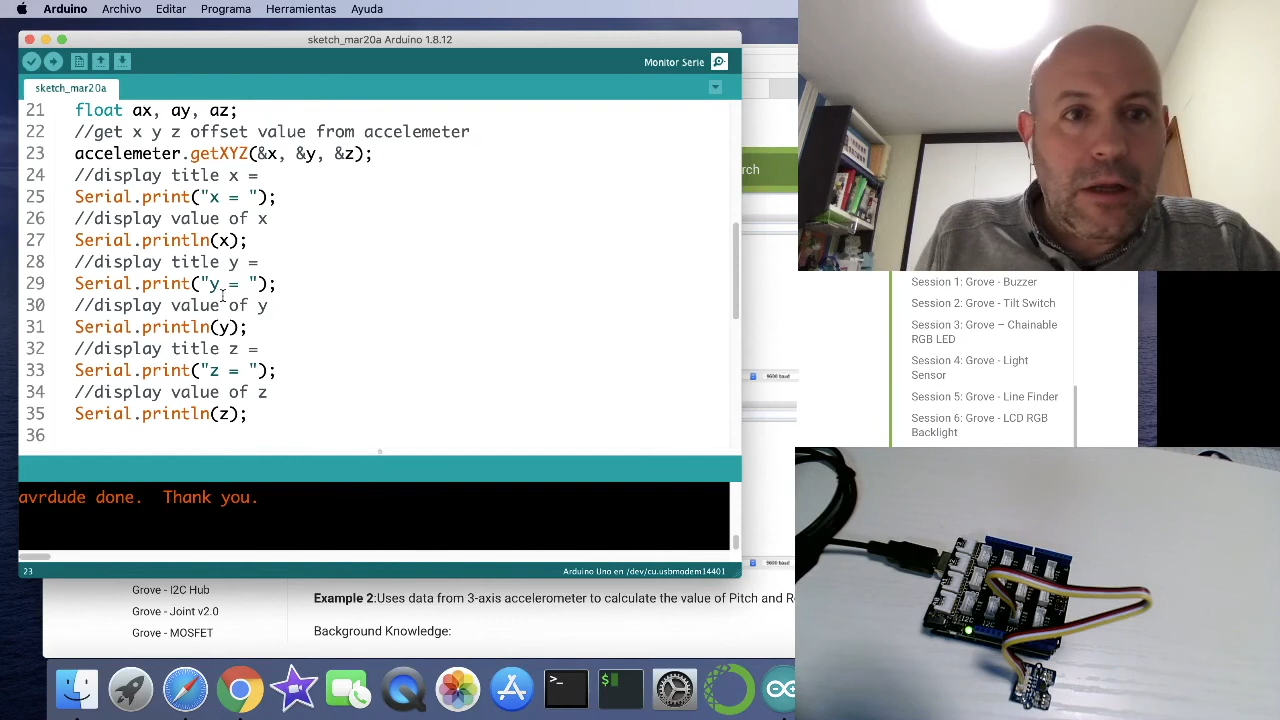 Arduino Archivo Editar Programa Herramientas Ayuda
sketch_mar20a Arduino 1.8.12
Monitor Serie
sketch_mar20a
21 float ax, ay, az;
22 //get x y z offset value from accelemeter
23 accelemeter.getXYZ(&x, &y, &z);
24 //display title x =
25 Serial.print("x = ");
26 //display value of x
27 Serial.println(x);
28 //display title y =
29 Serial.print("y = ");
30 //display value of y
31 Serial.println(y);
32 //display title z =
33 Serial.print("z = ");
34 //display value of z
35 Serial.println(z);
36
avrdude done. Thank you.
23
Arduino Uno en /dev/cu.usbmodem14401
rch
9600 baud
9600 baud
Session 1: Grove - Buzzer
Session 2: Grove - Tilt Switch
Session 3: Grove – Chainable
RGB LED
Session 4: Grove - Light
Sensor
Session 5: Grove - Line Finder
Session 6: Grove - LCD RGB
Backlight
Grove - I2C Hub
Grove - Joint v2.0
Grove - MOSFET
Example 2:Uses data from 3-axis accelerometer to calculate the value of Pitch and R
Background Knowledge:
I2C I2C